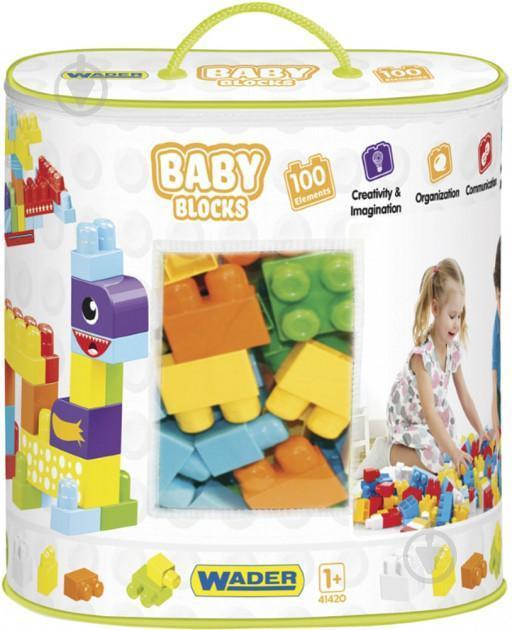 WADER
BABY
BLOCKS
100
BABY
BLOCKS
100
Elements
Creativity &
Imagination
Organization
Communication
WADER
1+
41420